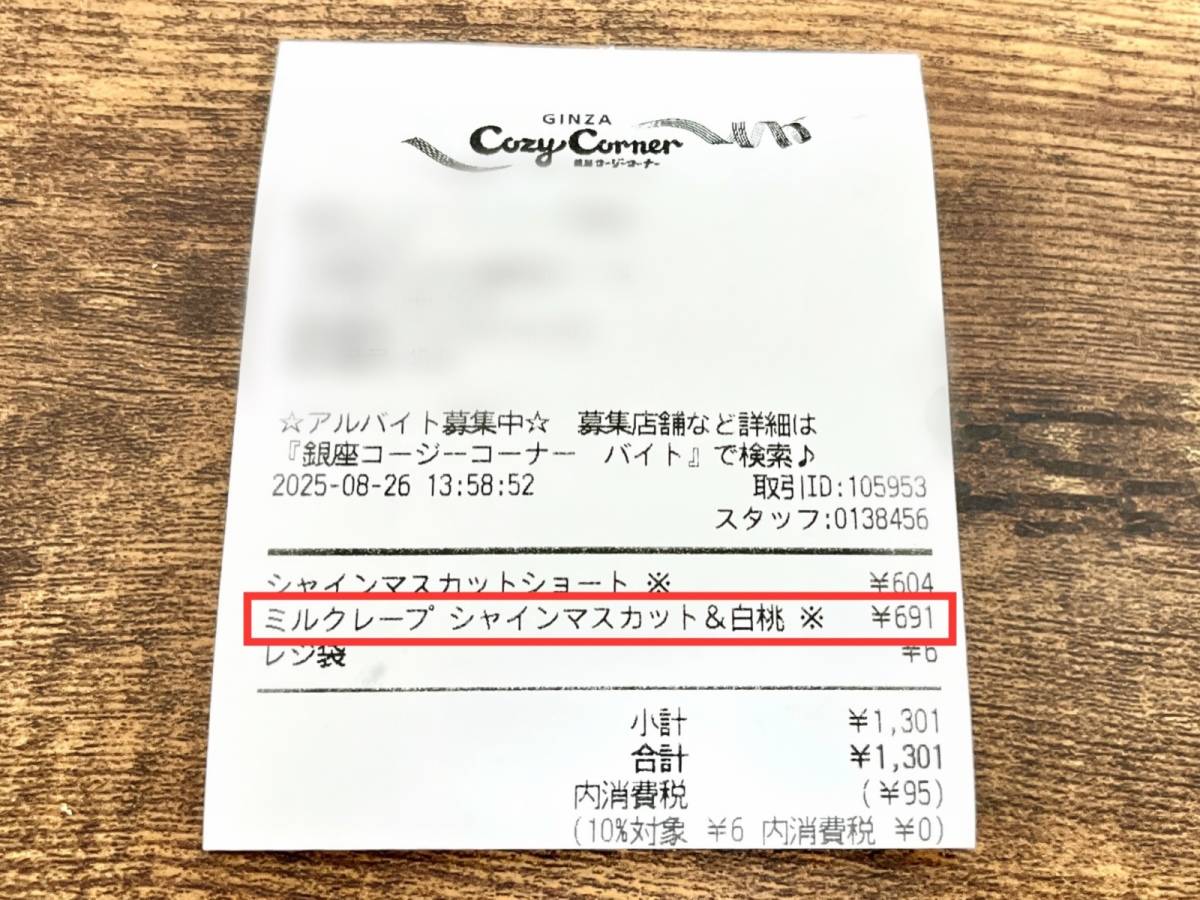 GINZA
Cozy Corner
銀座コージーコーナー
☆アルバイト募集中☆ 募集店舗など詳細は
『銀座コージーコーナー バイト』で検索♪
2025-08-26 13:58:52 取引ID:105953
スタッフ:0138456
シャインマスカットショート ※ ¥604
ミルクレープ シャインマスカット&白桃 ※ ¥691
レジ袋 ¥6
小計 ¥1,301
合計 ¥1,301
内消費税 (¥95)
(10%対象 ¥6 内消費税 ¥0)